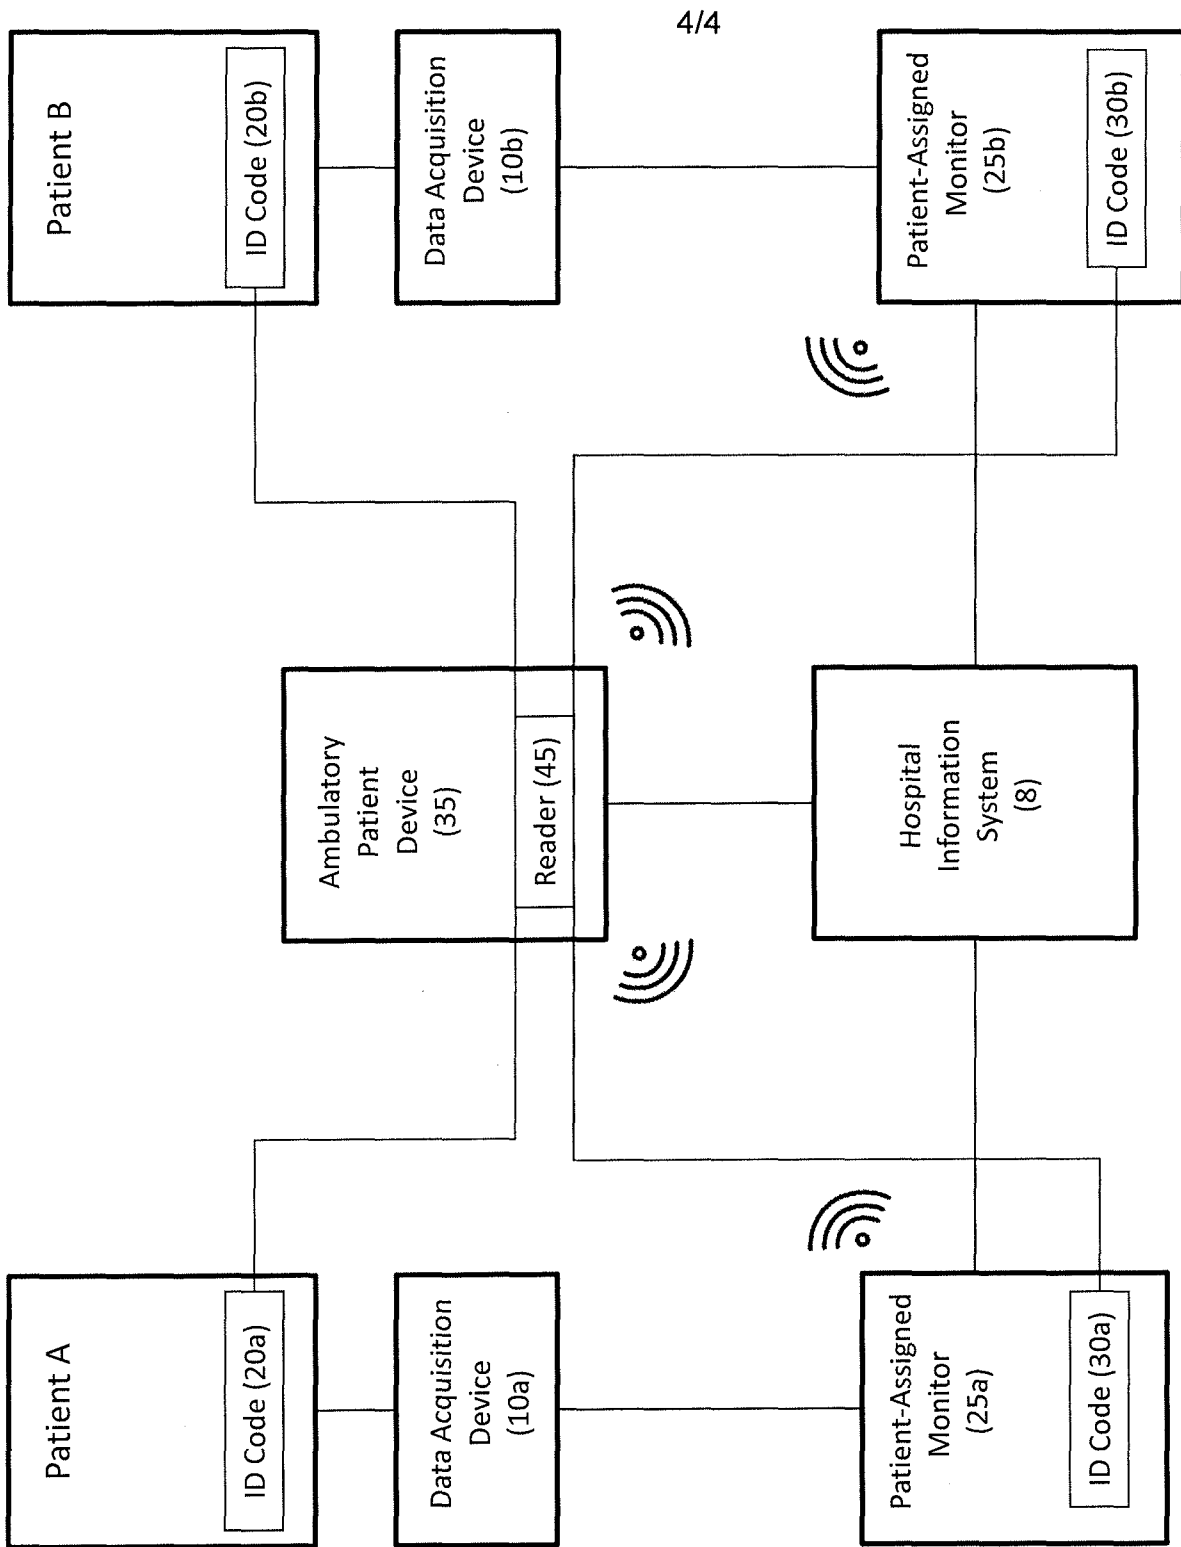 4/4
Patient A
ID Code (20a)
Data Acquisition
Device
(10a)
Patient-Assigned
Monitor
(25a)
ID Code (30a)
Ambulatory
Patient
Device
(35)
Reader (45)
Hospital
Information
System
(8)
Patient B
ID Code (20b)
Data Acquisition
Device
(10b)
Patient-Assigned
Monitor
(25b)
ID Code (30b)